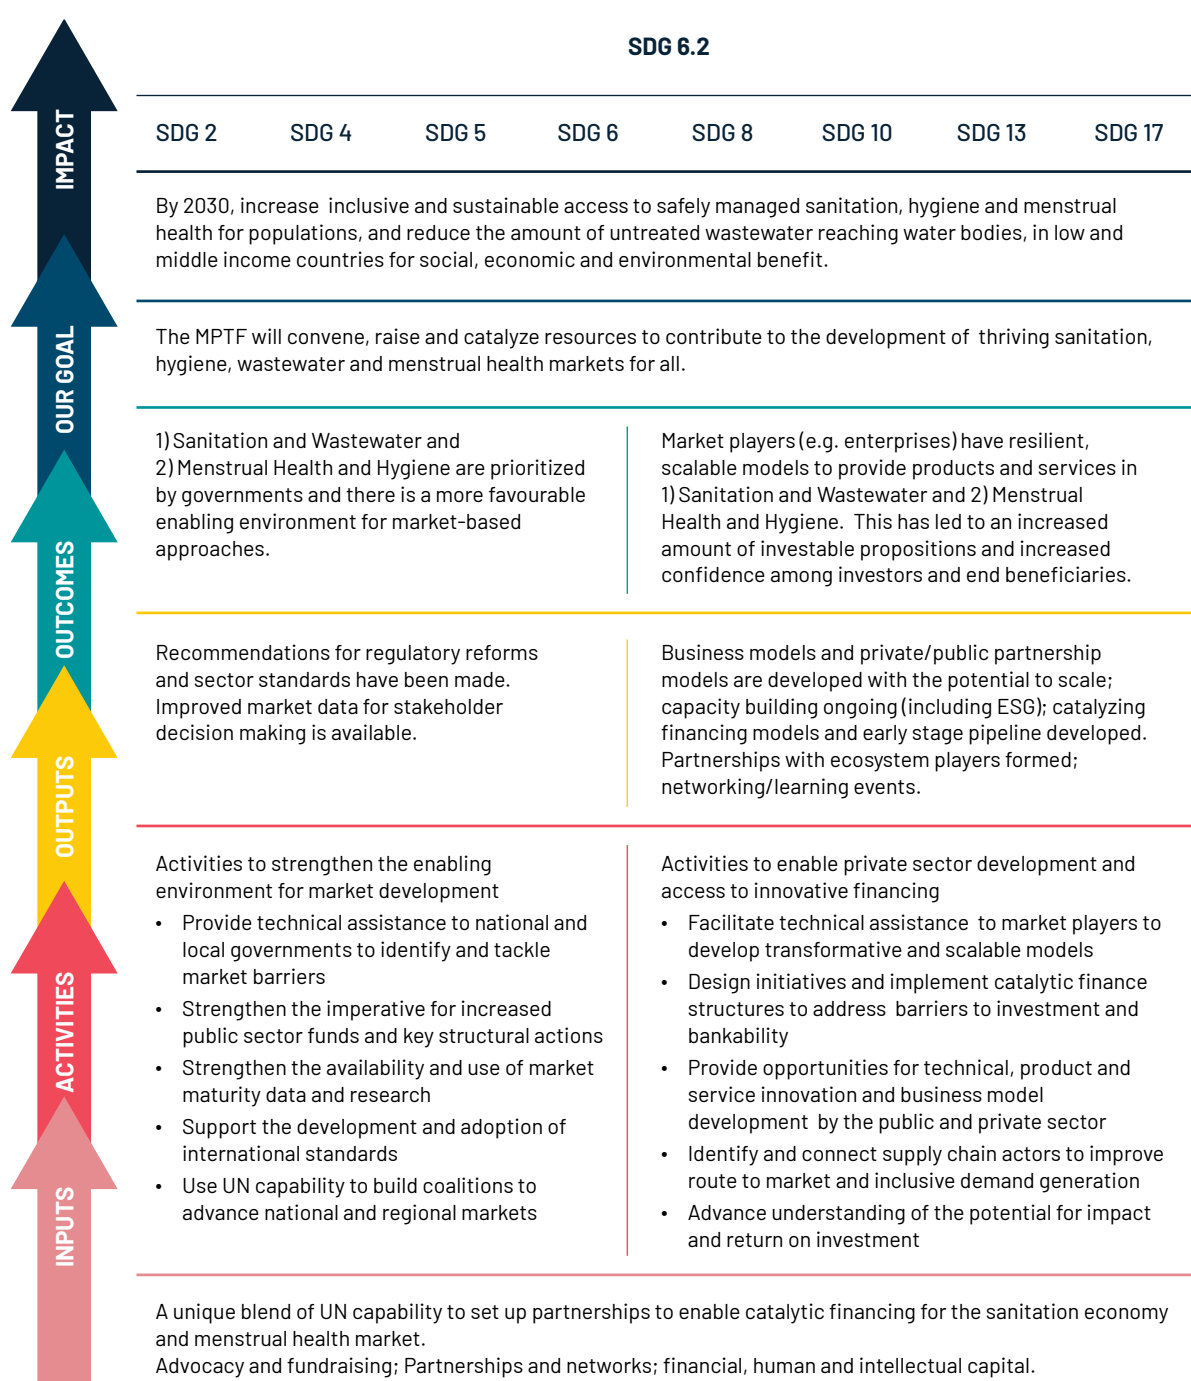 SDG 6.2
SDG 2 SDG 4 SDG 5 SDG 6 SDG 8 SDG 10 SDG 13 SDG 17
IMPACT
By 2030, increase inclusive and sustainable access to safely managed sanitation, hygiene and menstrual
health for populations, and reduce the amount of untreated wastewater reaching water bodies, in low and
middle income countries for social, economic and environmental benefit.
OUR GOAL
The MPTF will convene, raise and catalyze resources to contribute to the development of thriving sanitation,
hygiene, wastewater and menstrual health markets for all.
OUTCOMES
1) Sanitation and Wastewater and
2) Menstrual Health and Hygiene are prioritized
by governments and there is a more favourable
enabling environment for market-based
approaches.
Market players (e.g. enterprises) have resilient,
scalable models to provide products and services in
1) Sanitation and Wastewater and 2) Menstrual
Health and Hygiene. This has led to an increased
amount of investable propositions and increased
confidence among investors and end beneficiaries.
OUTPUTS
Recommendations for regulatory reforms
and sector standards have been made.
Improved market data for stakeholder
decision making is available.
Business models and private/public partnership
models are developed with the potential to scale;
capacity building ongoing (including ESG); catalyzing
financing models and early stage pipeline developed.
Partnerships with ecosystem players formed;
networking/learning events.
ACTIVITIES
Activities to strengthen the enabling
environment for market development
• Provide technical assistance to national and
local governments to identify and tackle
market barriers
• Strengthen the imperative for increased
public sector funds and key structural actions
• Strengthen the availability and use of market
maturity data and research
• Support the development and adoption of
international standards
• Use UN capability to build coalitions to
advance national and regional markets
Activities to enable private sector development and
access to innovative financing
• Facilitate technical assistance to market players to
develop transformative and scalable models
• Design initiatives and implement catalytic finance
structures to address barriers to investment and
bankability
• Provide opportunities for technical, product and
service innovation and business model
development by the public and private sector
• Identify and connect supply chain actors to improve
route to market and inclusive demand generation
• Advance understanding of the potential for impact
and return on investment
INPUTS
A unique blend of UN capability to set up partnerships to enable catalytic financing for the sanitation economy
and menstrual health market.
Advocacy and fundraising; Partnerships and networks; financial, human and intellectual capital.